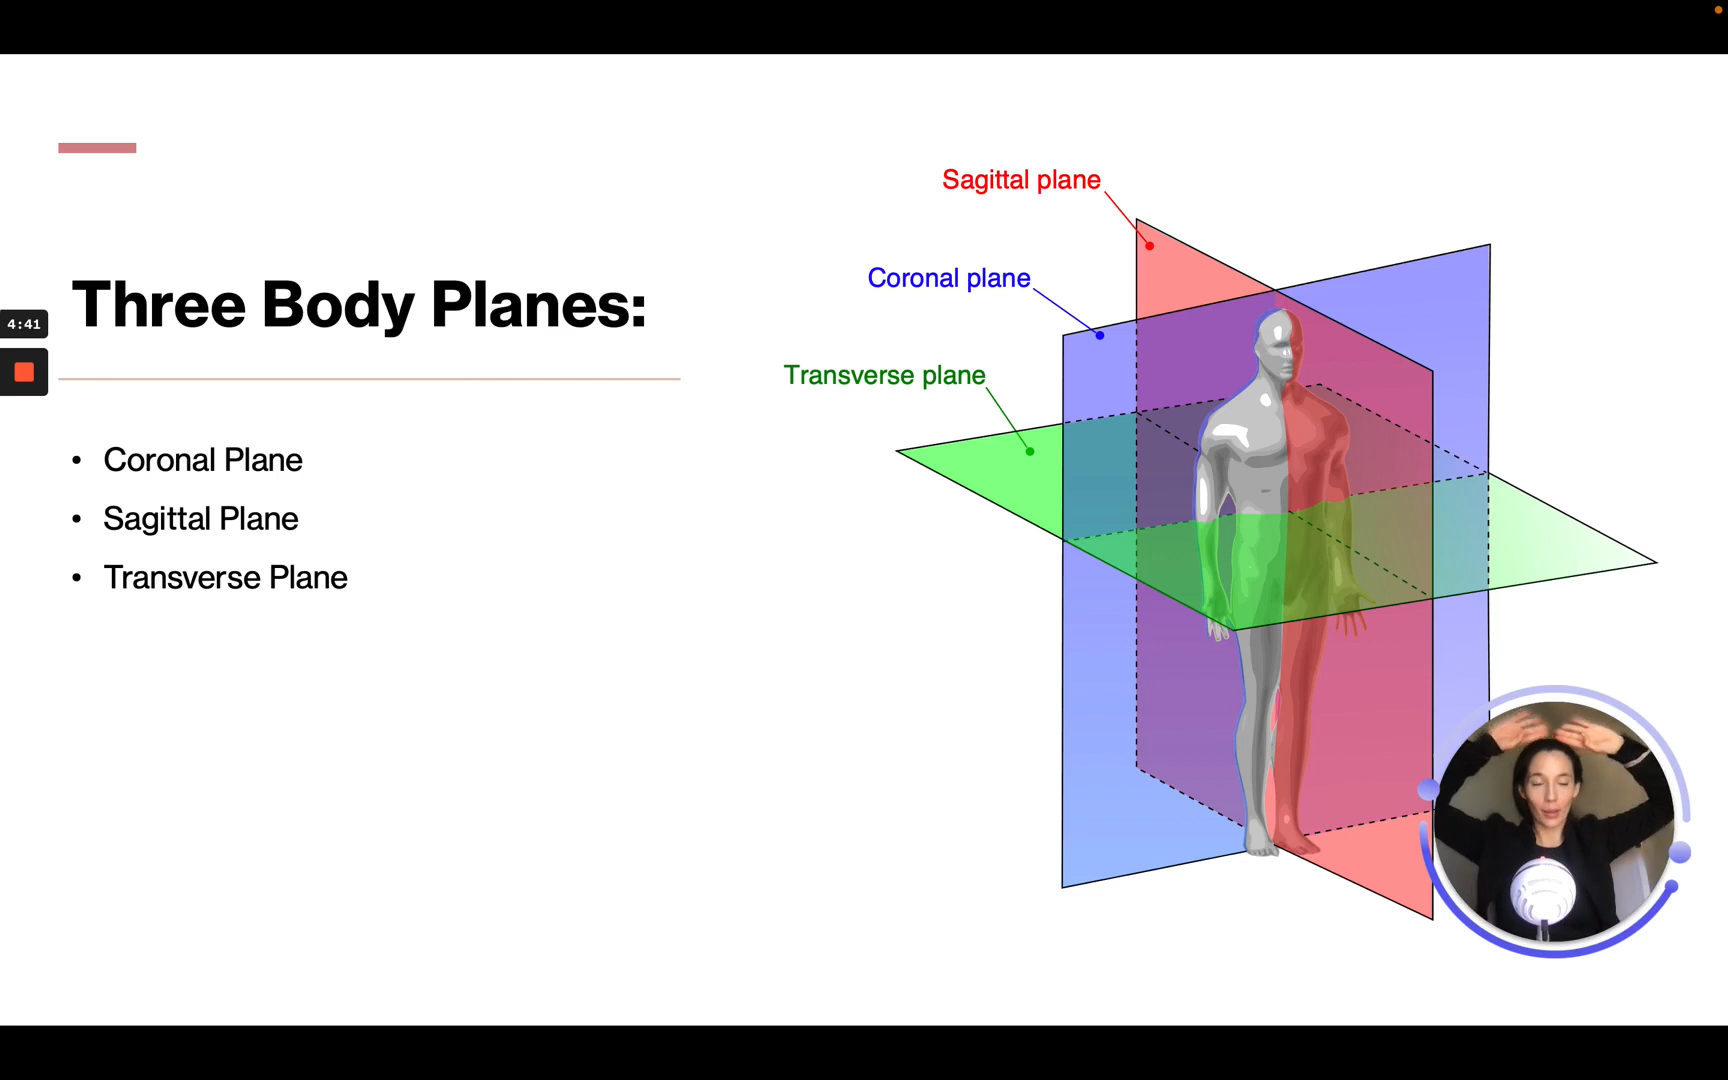 Three Body Planes:
4:41
• Coronal Plane
• Sagittal Plane
• Transverse Plane
Sagittal plane
Coronal plane
Transverse plane